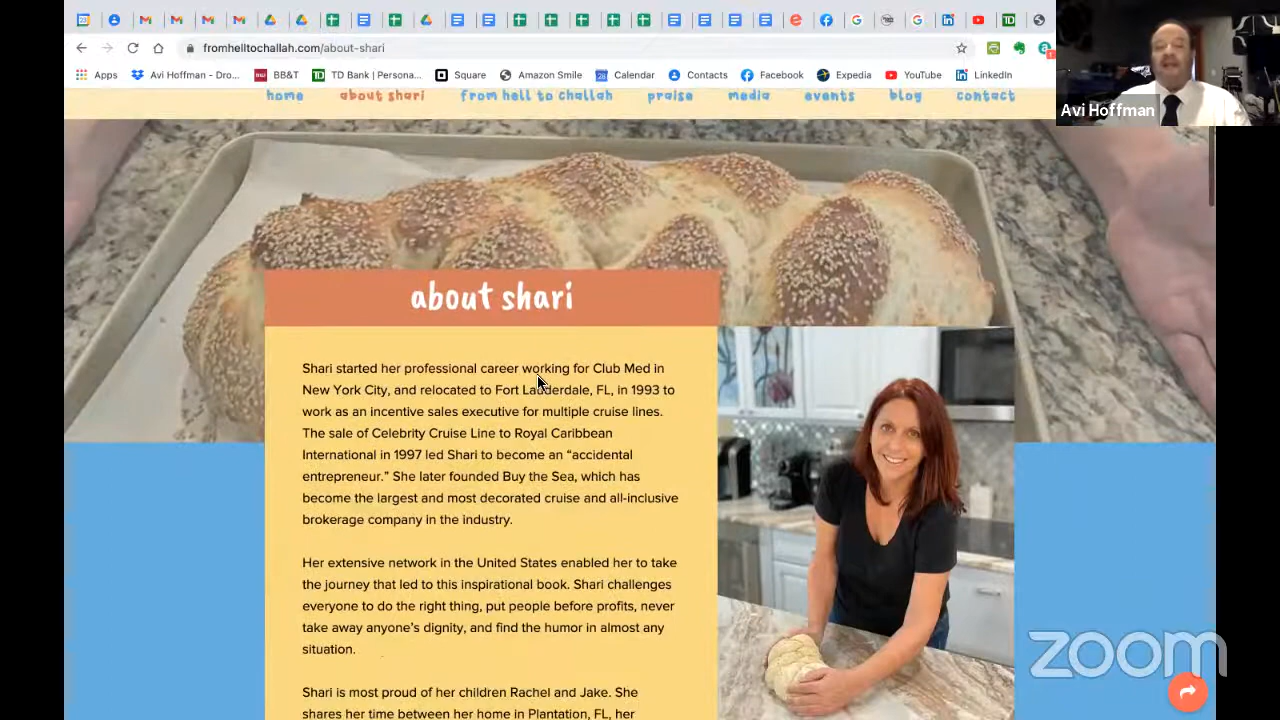 fromhelltochallah.com/about-shari
Apps Avi Hoffman - Dro... BB&T TD Bank | Persona... Square Amazon Smile Calendar Contacts Facebook Expedia YouTube LinkedIn
home about shari from hell to challah praise media events blog contact
Avi Hoffman
about shari
Shari started her professional career working for Club Med in
New York City, and relocated to Fort Lauderdale, FL, in 1993 to
work as an incentive sales executive for multiple cruise lines.
The sale of Celebrity Cruise Line to Royal Caribbean
International in 1997 led Shari to become an “accidental
entrepreneur.” She later founded Buy the Sea, which has
become the largest and most decorated cruise and all-inclusive
brokerage company in the industry.
Her extensive network in the United States enabled her to take
the journey that led to this inspirational book. Shari challenges
everyone to do the right thing, put people before profits, never
take away anyone’s dignity, and find the humor in almost any
situation.
Shari is most proud of her children Rachel and Jake. She
shares her time between her home in Plantation, FL, her
zoom